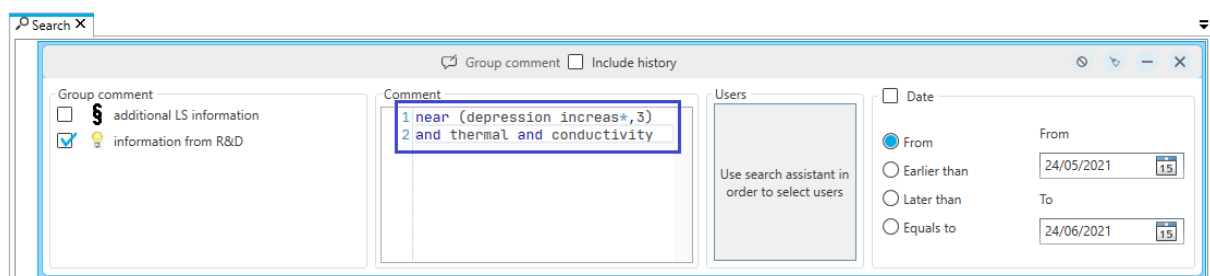 Search
Group comment Include history
Group comment
§ additional LS information
information from R&D
Comment
1 near (depression increas*,3)
2 and thermal and conductivity
Users
Use search assistant in
order to select users
Date
From
Earlier than
Later than
Equals to
From
24/05/2021 15
To
24/06/2021 15